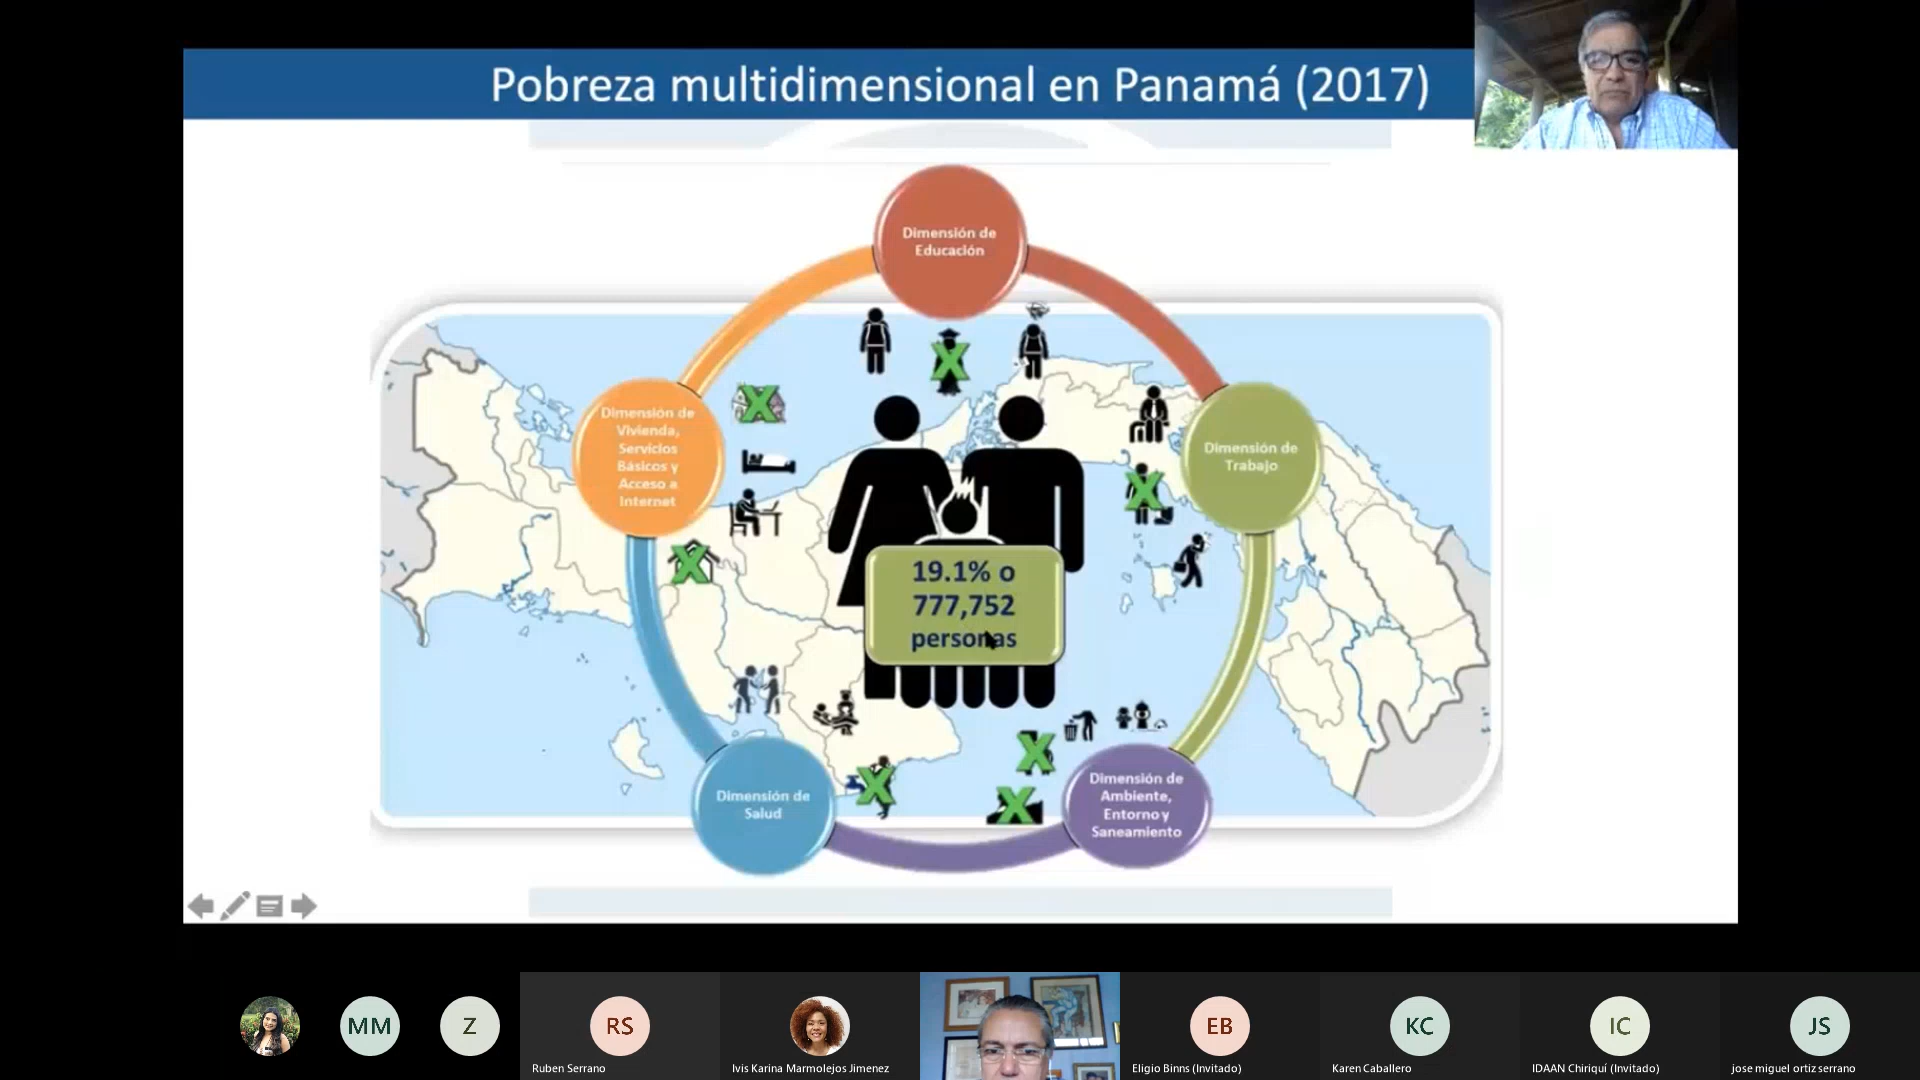 Pobreza multidimensional en Panamá (2017)
Dimensión de
Educación
Dimensión de
Vivienda,
Servicios
Básicos y
Acceso a
Internet
Dimensión de
Trabajo
19.1% o
777,752
personas
Dimensión de
Salud
Dimensión de
Ambiente,
Entorno y
Saneamiento
MM
Z
RS
EB
KC
IC
JS
Ruben Serrano
Ivis Karina Marmolejos Jimenez
Eligio Binns (Invitado)
Karen Caballero
IDAAN Chiriquí (Invitado)
jose miguel ortiz serrano